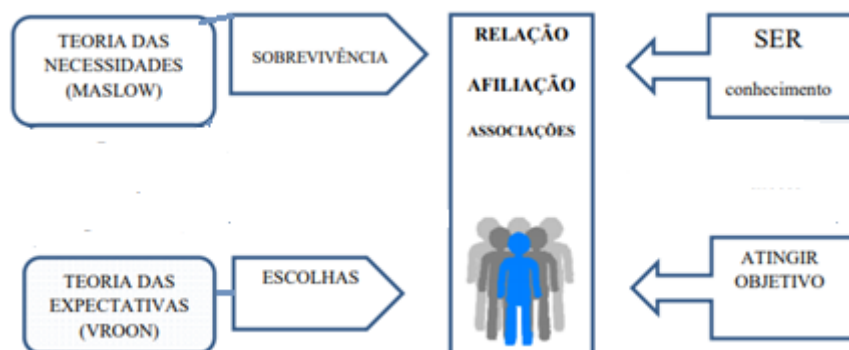 TEORIA DAS
NECESSIDADES
(MASLOW)
SOBREVIVÊNCIA
RELAÇÃO
AFILIAÇÃO
ASSOCIAÇÕES
SER
conhecimento
TEORIA DAS
EXPECTATIVAS
(VROON)
ESCOLHAS
ATINGIR
OBJETIVO